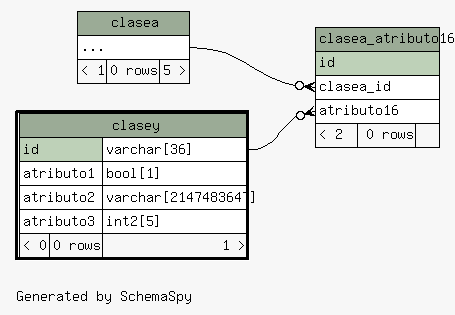 clasea
...
< 1 0 rows 5 >
clasea_atributo16
id
clasea_id
atributo16
< 2 0 rows
clasey
id varchar[36]
atributo1 bool[1]
atributo2 varchar[2147483647]
atributo3 int2[5]
< 0 0 rows 1 >
Generated by SchemaSpy